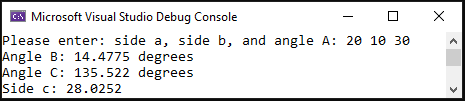 Microsoft Visual Studio Debug Console
Please enter: side a, side b, and angle A: 20 10 30
Angle B: 14.4775 degrees
Angle C: 135.522 degrees
Side c: 28.0252